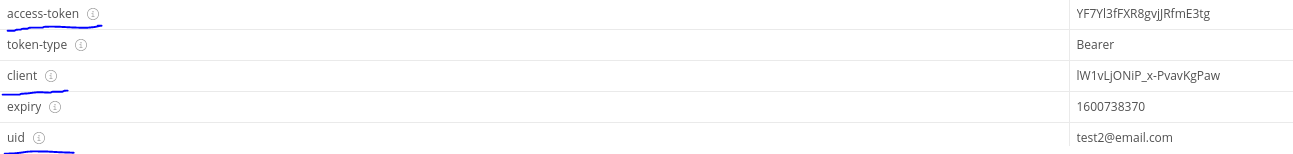 access-token YF7Yl3fFXR8gvjJRfmE3tg
token-type Bearer
client lW1vLjONiP_x-PvavKgPaw
expiry 1600738370
uid test2@email.com